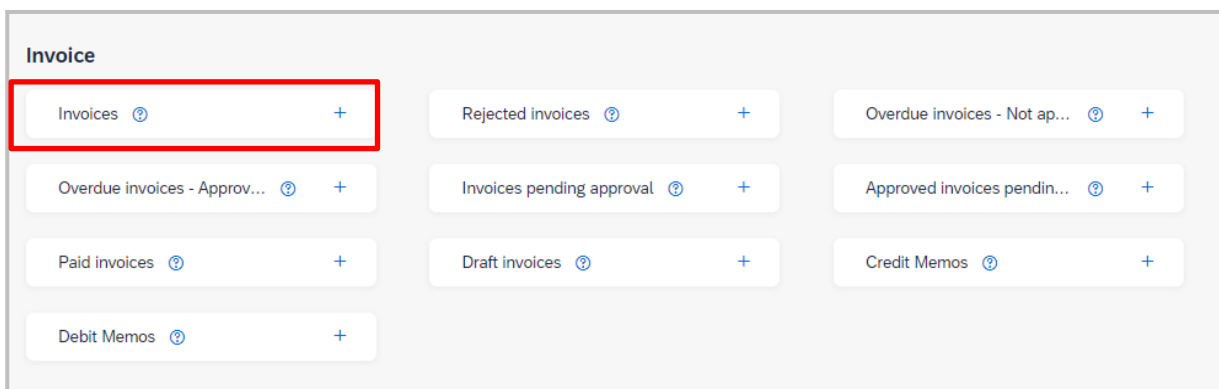 Invoice
Invoices ? +
Rejected invoices ? +
Overdue invoices - Not ap... ? +
Overdue invoices - Approv... ? +
Invoices pending approval ? +
Approved invoices pendin... ? +
Paid invoices ? +
Draft invoices ? +
Credit Memos ? +
Debit Memos ? +